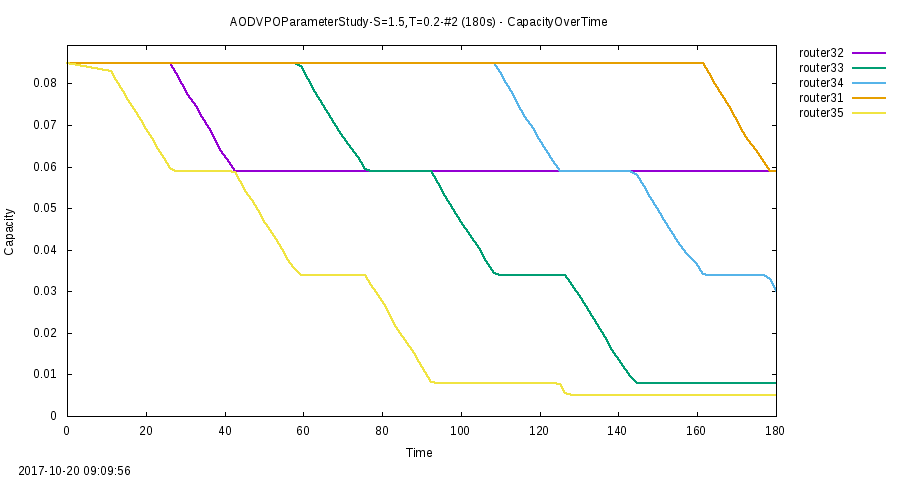 AODVPOParameterStudy-S=1.5,T=0.2-#2 (180s) - CapacityOverTime
router32
router33
router34
router31
router35
0.08
0.07
0.06
0.05
0.04
0.03
0.02
0.01
0
Capacity
0 20 40 60 80 100 120 140 160 180
Time
2017-10-20 09:09:56